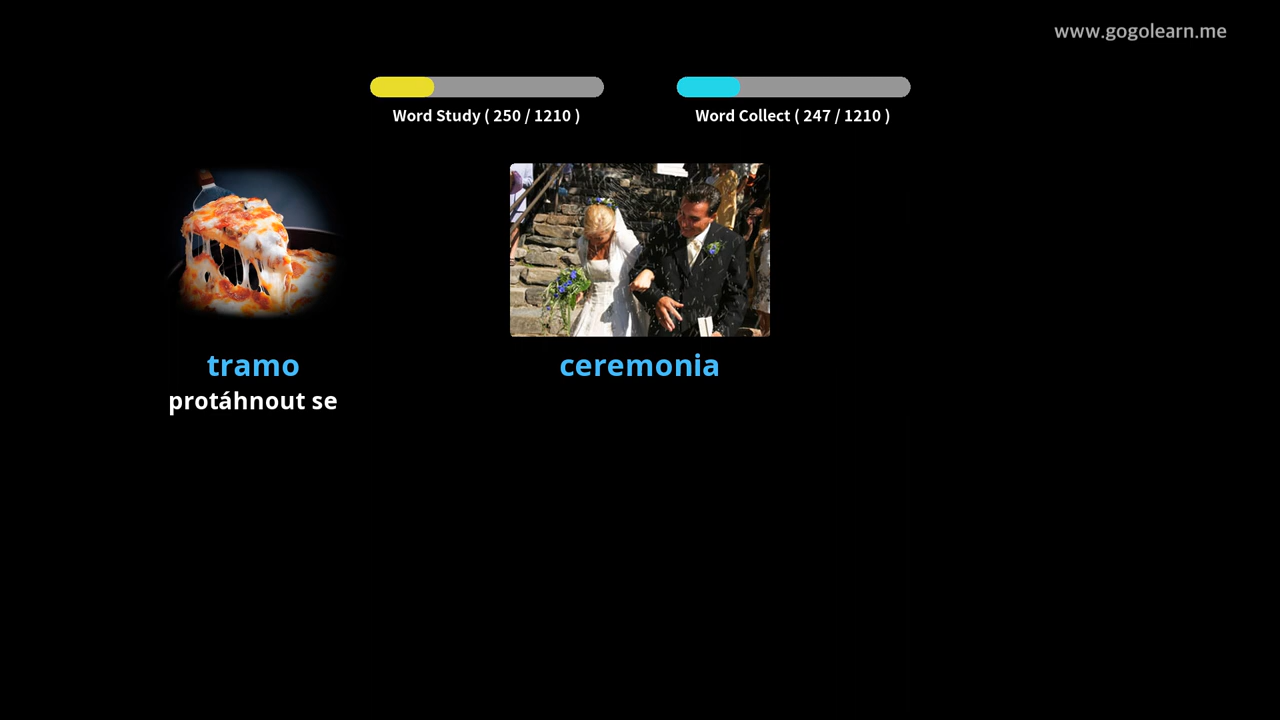 www.gogolearn.me
Word Study ( 250 / 1210 )
Word Collect ( 247 / 1210 )
tramo
protáhnout se
ceremonia